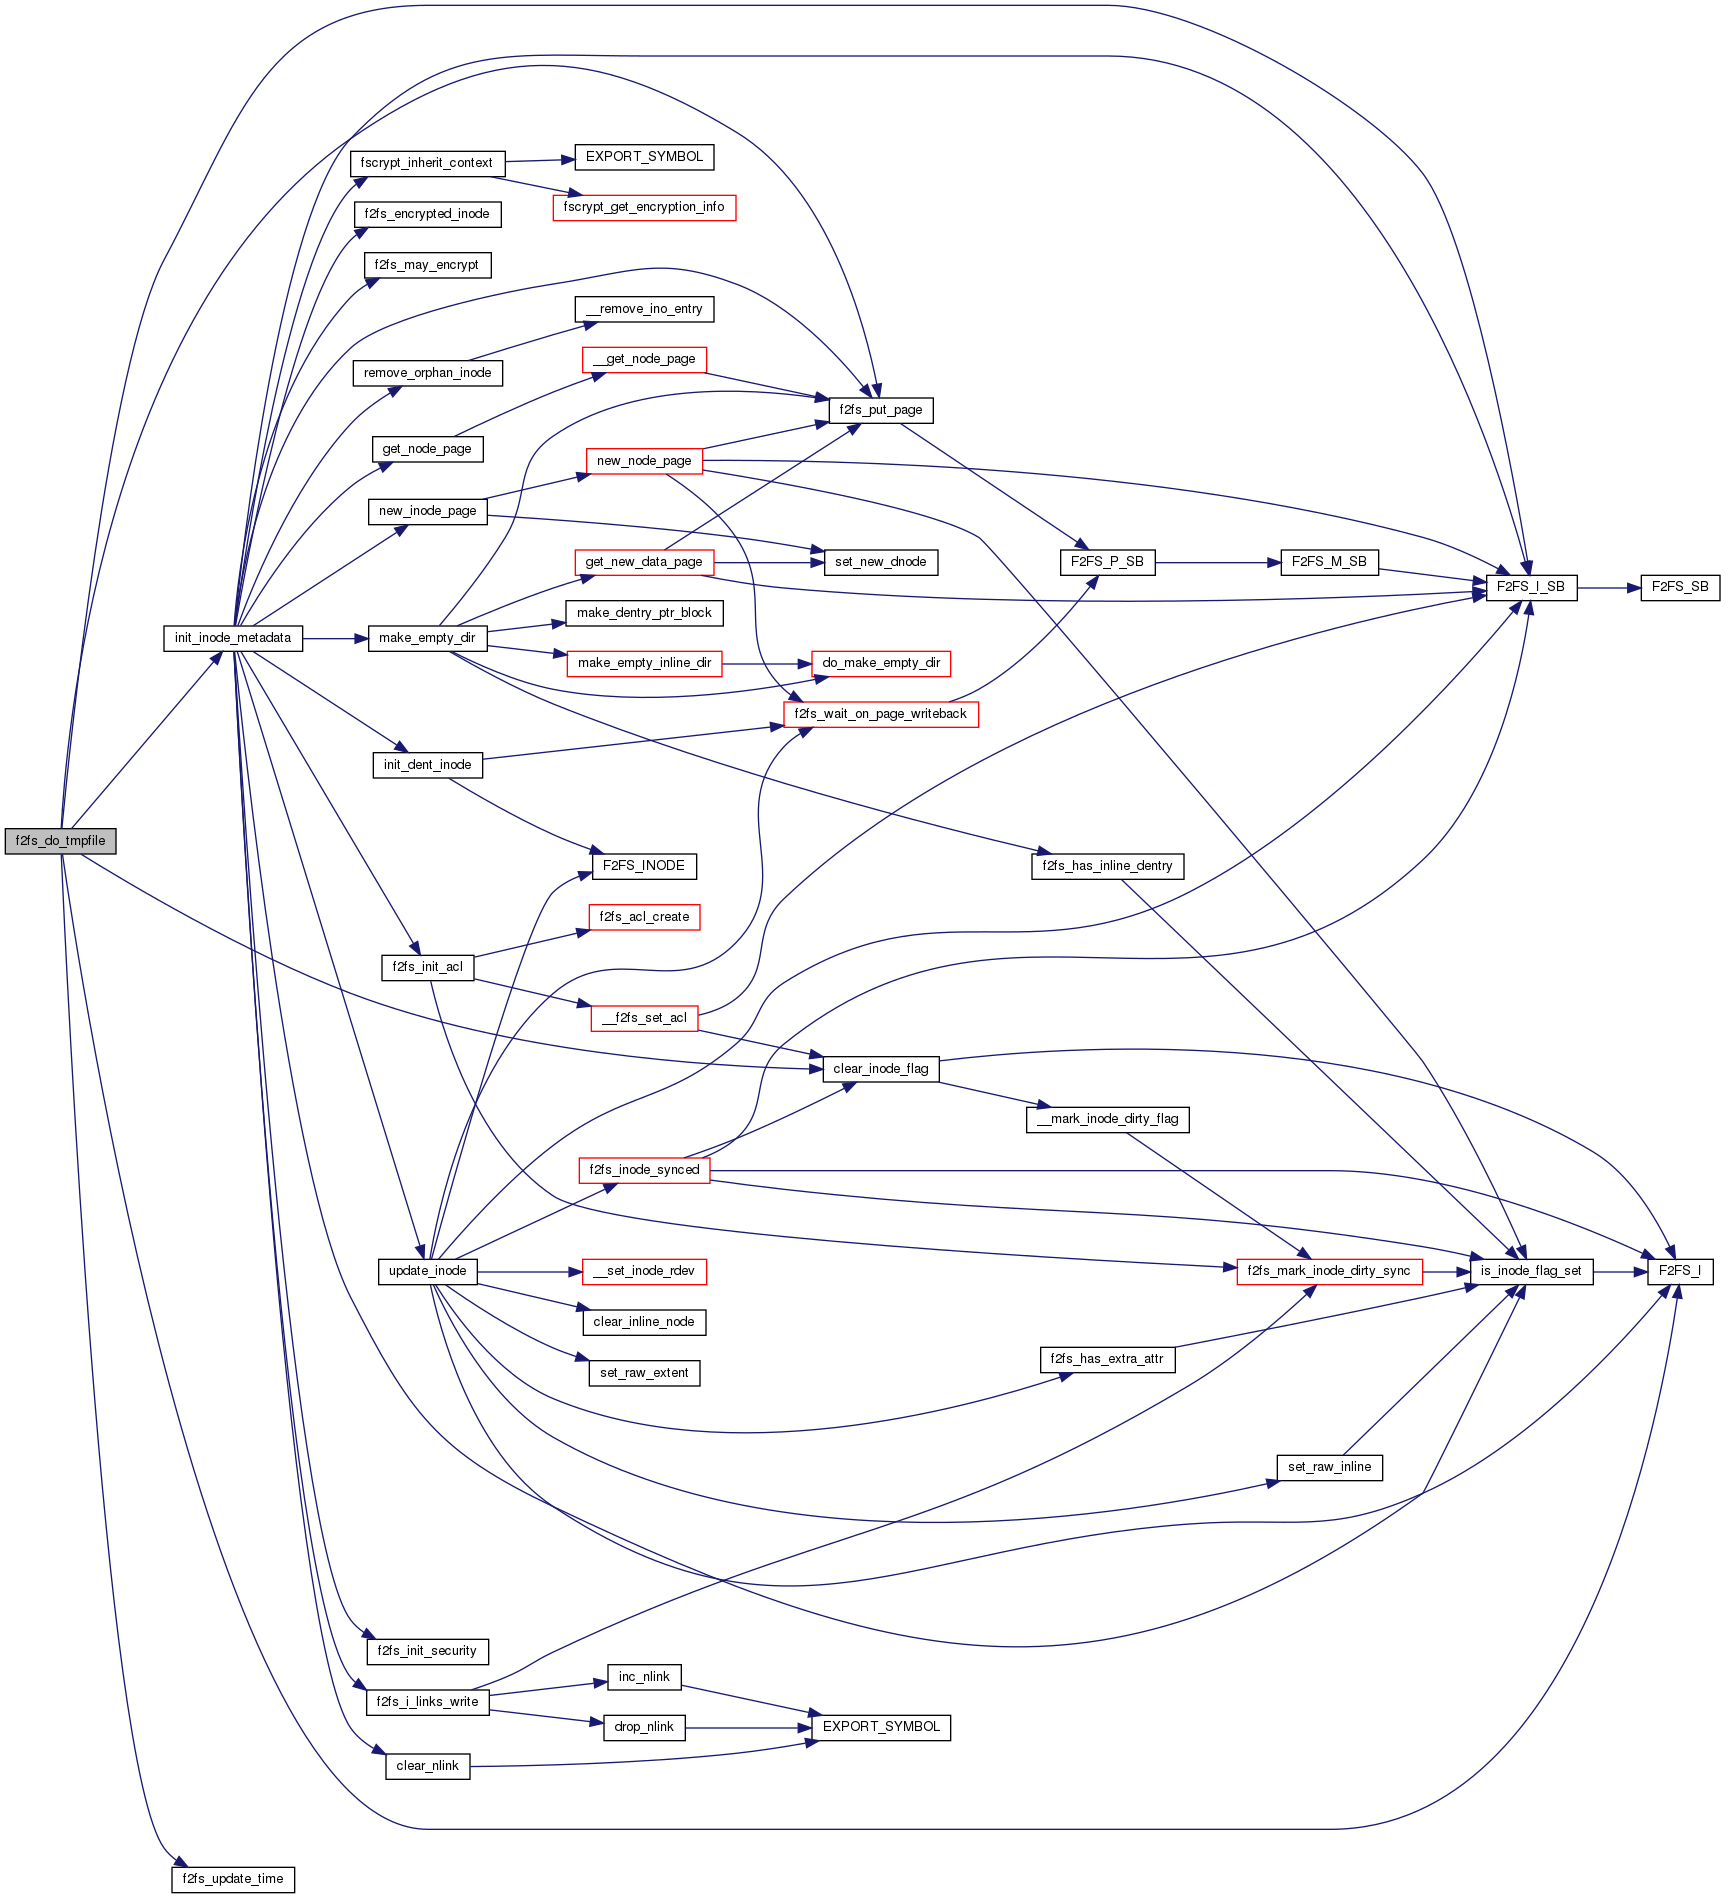 EXPORT_SYMBOL
fscrypt_inherit_context
fscrypt_get_encryption_info
f2fs_encrypted_inode
f2fs_may_encrypt
__remove_ino_entry
__get_node_page
remove_orphan_inode
f2fs_put_page
get_node_page
new_node_page
new_inode_page
get_new_data_page
set_new_dnode
F2FS_P_SB
F2FS_M_SB
F2FS_I_SB
F2FS_SB
make_dentry_ptr_block
init_inode_metadata
make_empty_dir
make_empty_inline_dir
do_make_empty_dir
f2fs_wait_on_page_writeback
init_dent_inode
f2fs_do_tmpfile
F2FS_INODE
f2fs_has_inline_dentry
f2fs_acl_create
f2fs_init_acl
__f2fs_set_acl
clear_inode_flag
__mark_inode_dirty_flag
f2fs_inode_synced
update_inode
__set_inode_rdev
f2fs_mark_inode_dirty_sync
is_inode_flag_set
F2FS_I
clear_inline_node
f2fs_has_extra_attr
set_raw_extent
set_raw_inline
f2fs_init_security
inc_nlink
f2fs_i_links_write
drop_nlink
EXPORT_SYMBOL
clear_nlink
f2fs_update_time